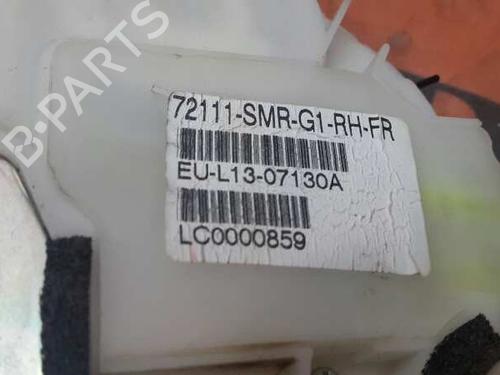 B-PARTS
72111-SMR-G1-RH-FR
EU-L13-07130A
LC0000859